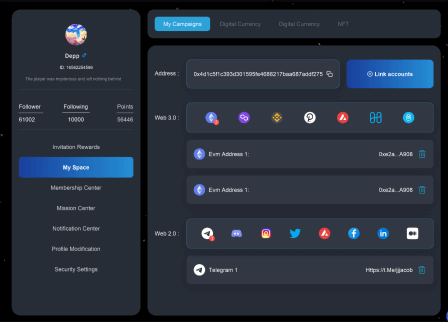 Depp
ID: 16562251566
The player was mysterious and left nothing behind
Follower Following Points
61002 10000 98446
Invitation Rewards
My Space
Membership Center
Mission Center
Notification Center
Profile Modification
Security Settings
My Campaigns Digital Currency Digital Currency NFT
Address : 0x4d1c5f1c393d301595fe4686217baa687addf275 Link accounts
Web 3.0 :
Evm Address 1: 0xe2a...A908
Evm Address 1: 0xe2a...A908
Web 2.0 :
Telegram 1 Https://t.Me/jjjacob